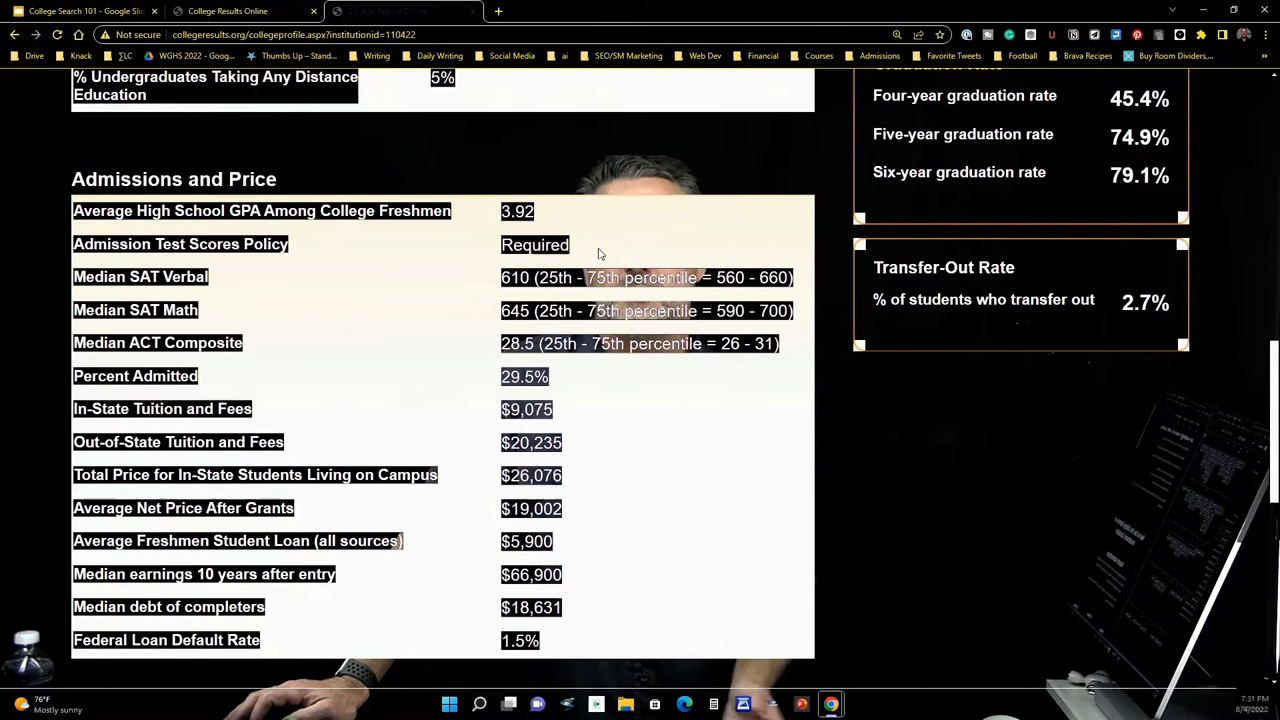 College Search 101 - Google Slid
College Results Online
College Results Online
Not secure
collegeresults.org/collegeprofile.aspx?institutionid=110422
Drive
Knack
∑LC
WGHS 2022 - Goog...
Thumbs Up – Stand...
Writing
Daily Writing
Social Media
ai
SEO/SM Marketing
Web Dev
Financial
Courses
Admissions
Favorite Tweets
Football
Brava Recipes
Buy Room Dividers,...
% Undergraduates Taking Any Distance
Education
5%
Admissions and Price
Average High School GPA Among College Freshmen 3.92
Admission Test Scores Policy Required
Median SAT Verbal 610 (25th - 75th percentile = 560 - 660)
Median SAT Math 645 (25th - 75th percentile = 590 - 700)
Median ACT Composite 28.5 (25th - 75th percentile = 26 - 31)
Percent Admitted 29.5%
In-State Tuition and Fees $9,075
Out-of-State Tuition and Fees $20,235
Total Price for In-State Students Living on Campus $26,076
Average Net Price After Grants $19,002
Average Freshmen Student Loan (all sources) $5,900
Median earnings 10 years after entry $66,900
Median debt of completers $18,631
Federal Loan Default Rate 1.5%
Four-year graduation rate 45.4%
Five-year graduation rate 74.9%
Six-year graduation rate 79.1%
Transfer-Out Rate
% of students who transfer out 2.7%
76°F
Mostly sunny
7:31 PM
8/4/2022